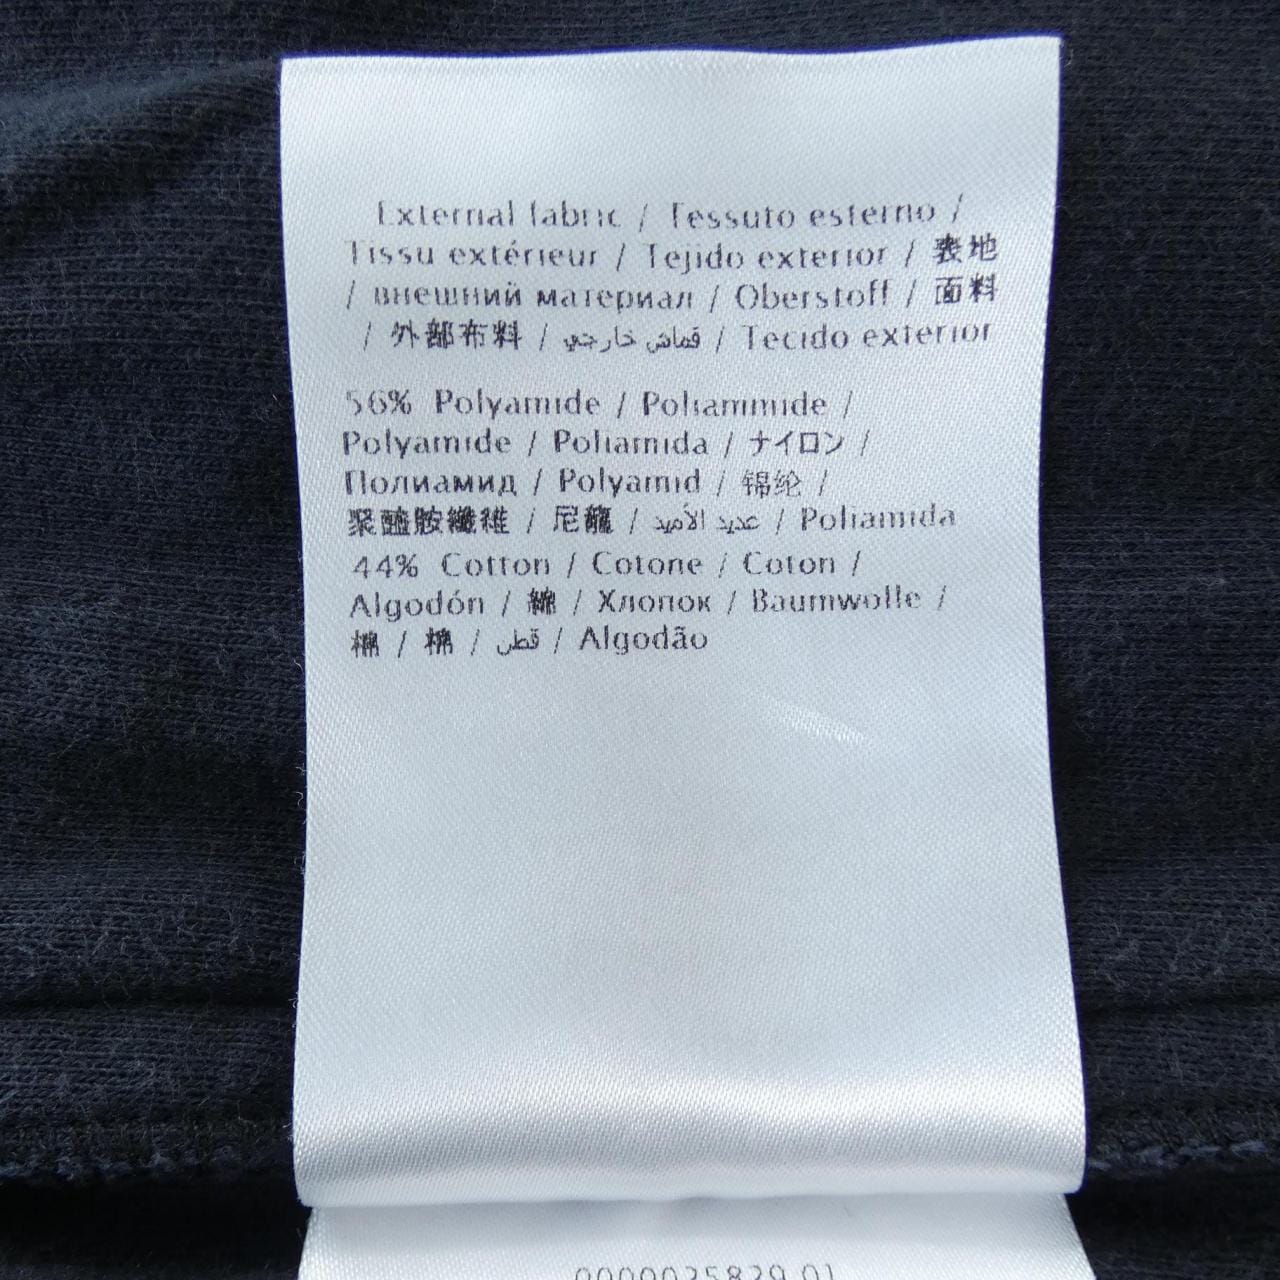 External fabric / Tessuto esterno /
Tissu extérieur / Tejido exterior / 表地
/ внешний материал / Oberstoff / 面料
/ 外部布料 / قماش خارجي / Tecido exterior
56% Polyamide / Poliammide /
Polyamide / Poliamida / ナイロン /
Полиамид / Polyamid / 锦纶 /
聚醯胺纖維 / 尼龍 / عديد الأميد / Poliamida
44% Cotton / Cotone / Coton /
Algodón / 綿 / Хлопок / Baumwolle /
棉 / 棉 / قطن / Algodão
0000025829 01